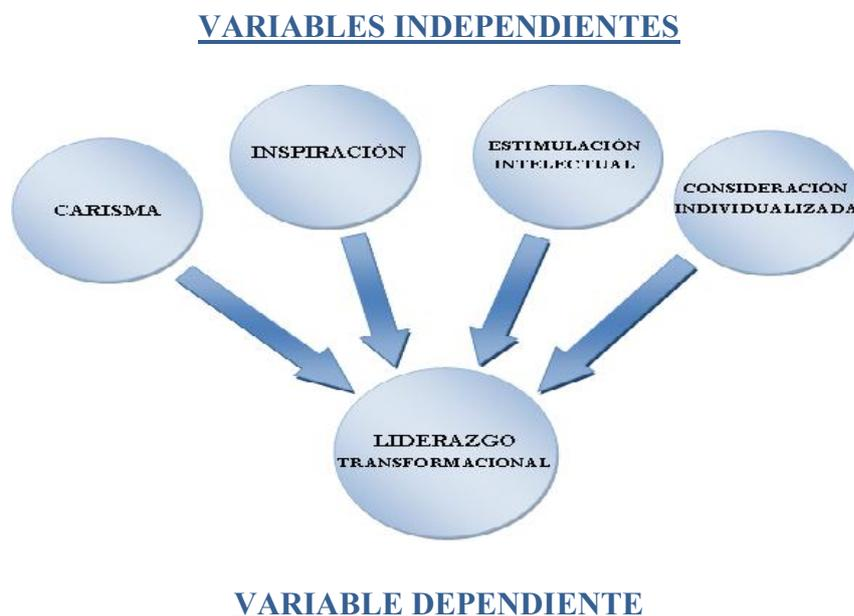 VARIABLES INDEPENDIENTES
CARISMA
INSPIRACIÓN
ESTIMULACIÓN
INTELECTUAL
CONSIDERACIÓN
INDIVIDUALIZADA
LIDERAZGO
TRANSFORMACIONAL
VARIABLE DEPENDIENTE